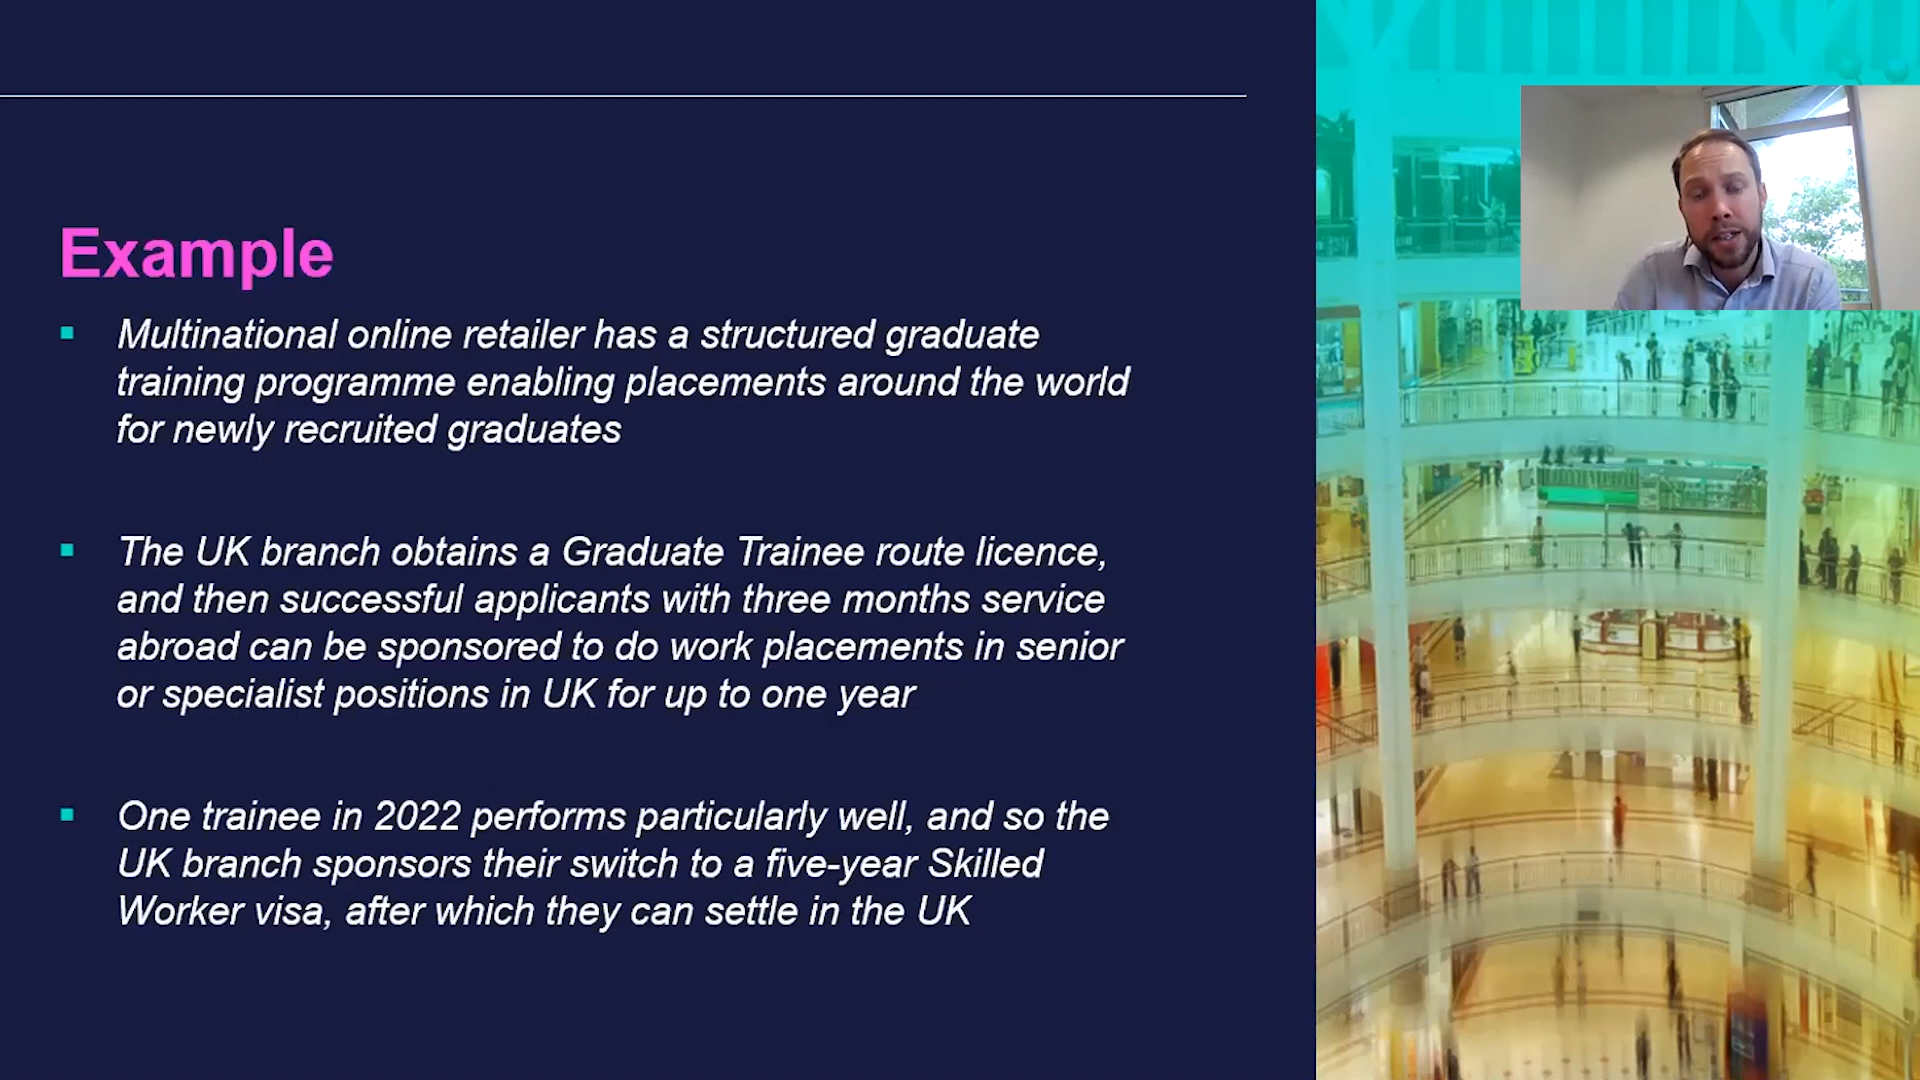 Example
Multinational online retailer has a structured graduate
training programme enabling placements around the world
for newly recruited graduates
The UK branch obtains a Graduate Trainee route licence,
and then successful applicants with three months service
abroad can be sponsored to do work placements in senior
or specialist positions in UK for up to one year
One trainee in 2022 performs particularly well, and so the
UK branch sponsors their switch to a five-year Skilled
Worker visa, after which they can settle in the UK